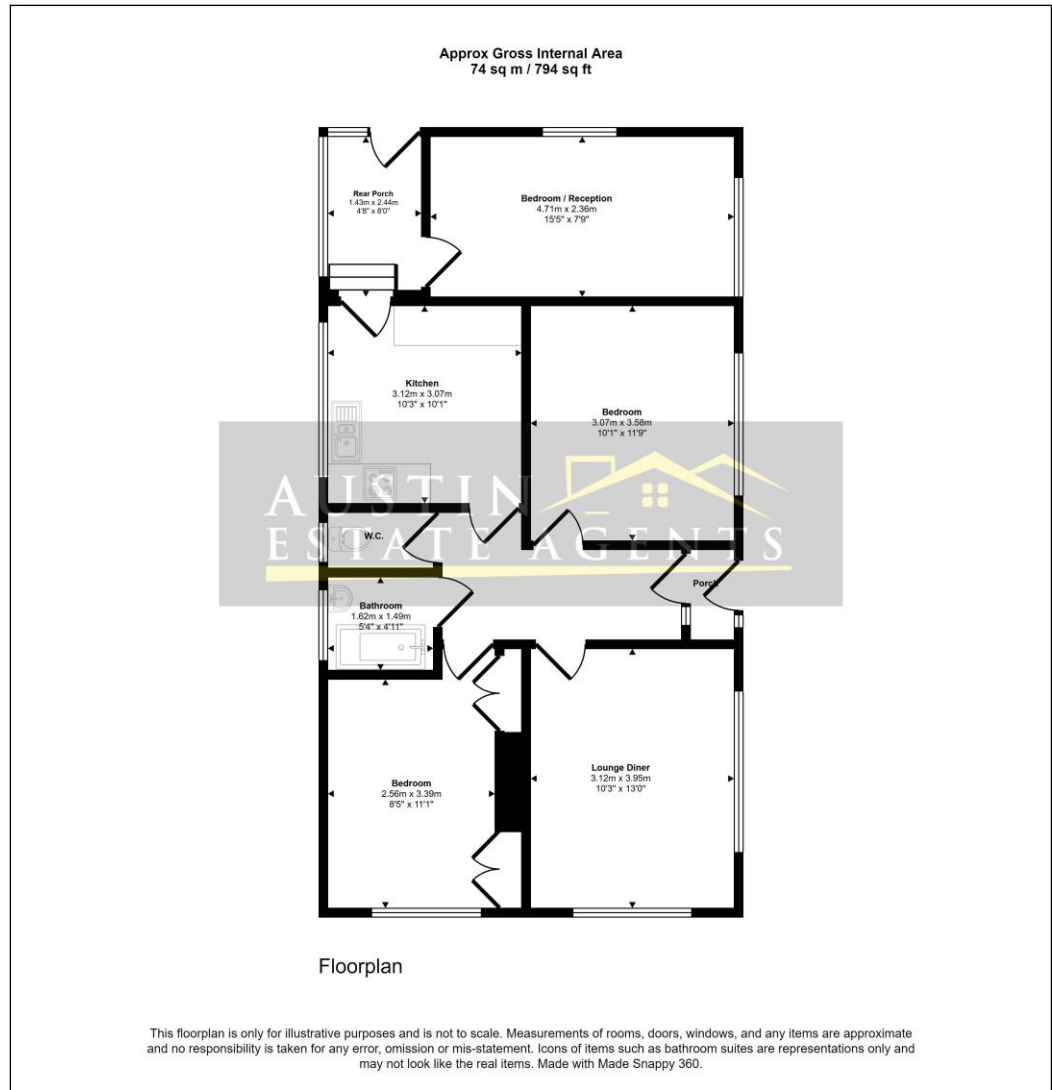 Approx Gross Internal Area
74 sq m / 794 sq ft
Rear Porch
1.43m x 2.44m
4'8" x 8'0"
Bedroom / Reception
4.71m x 2.36m
15'5" x 7'9"
Kitchen
3.12m x 3.07m
10'3" x 10'1"
Bedroom
3.07m x 3.58m
10'1" x 11'9"
AUSTIN
ESTATE AGENTS
W.C.
Porch
Bathroom
1.62m x 1.49m
5'4" x 4'11"
Bedroom
2.56m x 3.39m
8'5" x 11'1"
Lounge Diner
3.12m x 3.95m
10'3" x 13'0"
Floorplan
This floorplan is only for illustrative purposes and is not to scale. Measurements of rooms, doors, windows, and any items are approximate
and no responsibility is taken for any error, omission or mis-statement. Icons of items such as bathroom suites are representations only and
may not look like the real items. Made with Made Snappy 360.